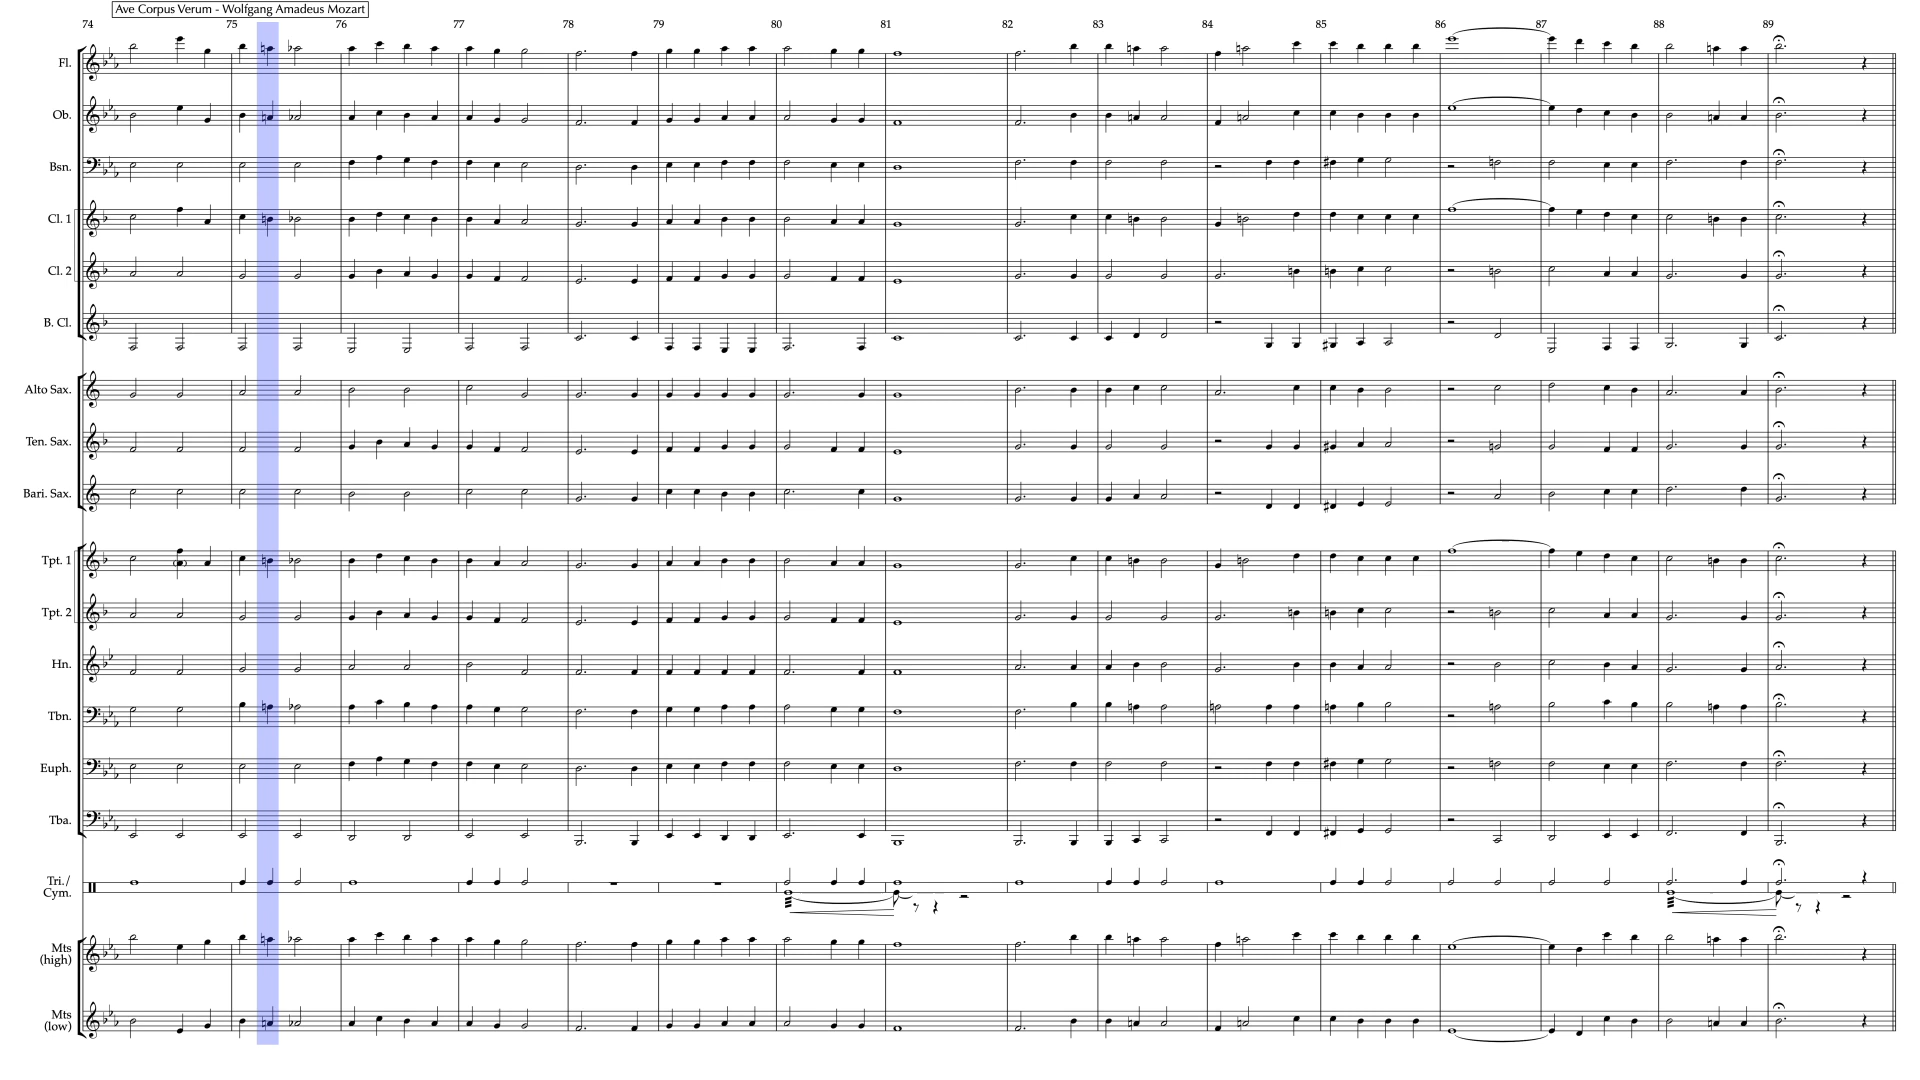 Ave Corpus Verum - Wolfgang Amadeus Mozart
74 75 76 77 78 79 80 81 82 83 84 85 86 87 88 89
Fl.
Ob.
Bsn.
Cl. 1
Cl. 2
B. Cl.
Alto Sax.
Ten. Sax.
Bari. Sax.
Tpt. 1
Tpt. 2
Hn.
Tbn.
Euph.
Tba.
Tri./
Cym.
Mts
(high)
Mts
(low)